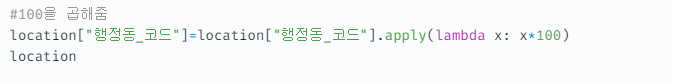 #100을 곱해줌
location["행정동_코드"]=location["행정동_코드"].apply(lambda x: x*100)
location